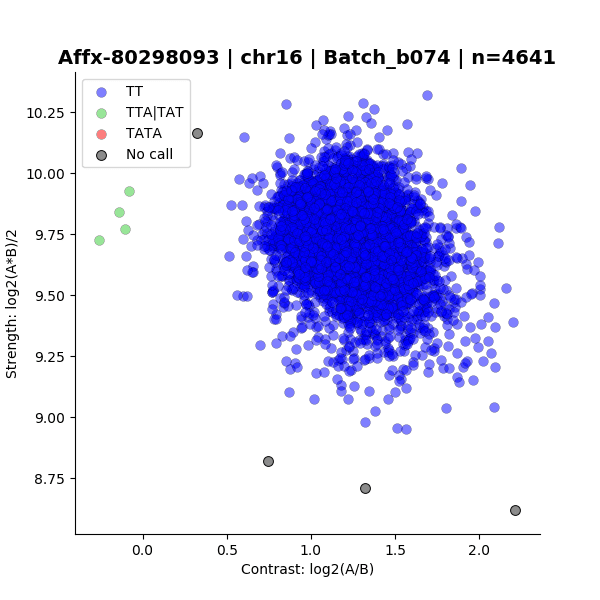 Affx-80298093 | chr16 | Batch_b074 | n=4641
TT
TTA|TAT
TATA
No call
10.25
10.00
9.75
9.50
9.25
9.00
8.75
Strength: log2(A*B)/2
0.0
0.5
1.0
1.5
2.0
Contrast: log2(A/B)